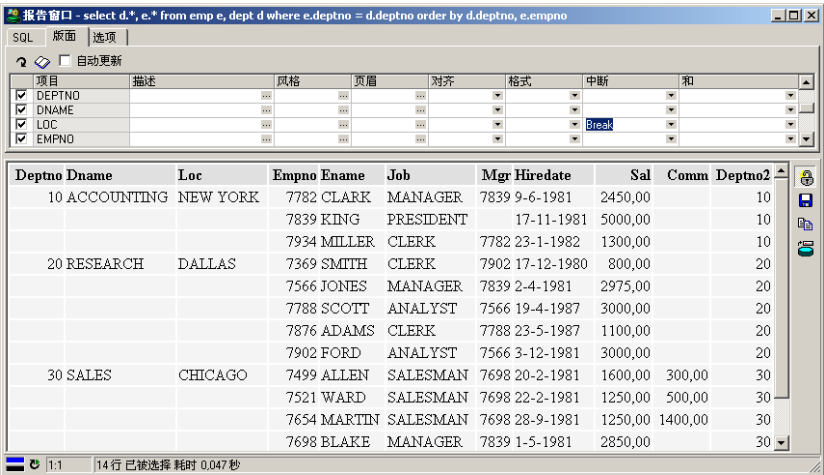 报告窗口 - select d.*, e.* from emp e, dept d where e.deptno = d.deptno order by d.deptno, e.empno
SQL 版面 选项
自动更新
项目 描述 风格 页眉 对齐 格式 中断 和
DEPTNO
DNAME
LOC Break
EMPNO
Deptno Dname Loc Empno Ename Job Mgr Hiredate Sal Comm Deptno2
10 ACCOUNTING NEW YORK 7782 CLARK MANAGER 7839 9-6-1981 2450,00 10
7839 KING PRESIDENT 17-11-1981 5000,00 10
7934 MILLER CLERK 7782 23-1-1982 1300,00 10
20 RESEARCH DALLAS 7369 SMITH CLERK 7902 17-12-1980 800,00 20
7566 JONES MANAGER 7839 2-4-1981 2975,00 20
7788 SCOTT ANALYST 7566 19-4-1987 3000,00 20
7876 ADAMS CLERK 7788 23-5-1987 1100,00 20
7902 FORD ANALYST 7566 3-12-1981 3000,00 20
30 SALES CHICAGO 7499 ALLEN SALESMAN 7698 20-2-1981 1600,00 300,00 30
7521 WARD SALESMAN 7698 22-2-1981 1250,00 500,00 30
7654 MARTIN SALESMAN 7698 28-9-1981 1250,00 1400,00 30
7698 BLAKE MANAGER 7839 1-5-1981 2850,00 30
1:1 14 行 已被选择 耗时 0,047 秒